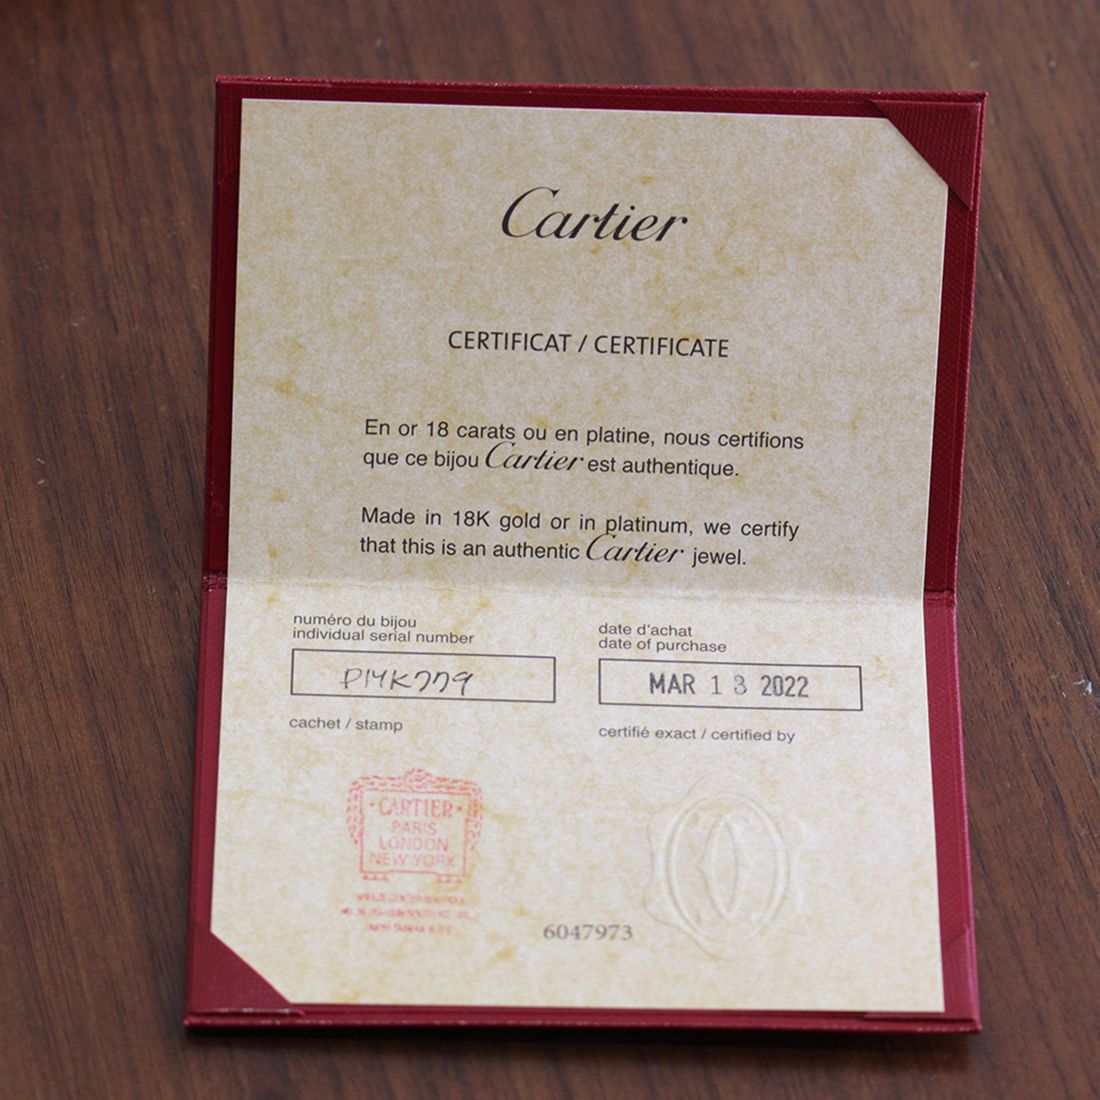 Cartier
CERTIFICAT / CERTIFICATE
En or 18 carats ou en platine, nous certifions
que ce bijou Cartier est authentique.
Made in 18K gold or in platinum, we certify
that this is an authentic Cartier jewel.
numéro du bijou
individual serial number
date d'achat
date of purchase
MAR 13 2022
cachet / stamp
certifié exact / certified by
CARTIER
PARIS
LONDON
NEW YORK
6047973